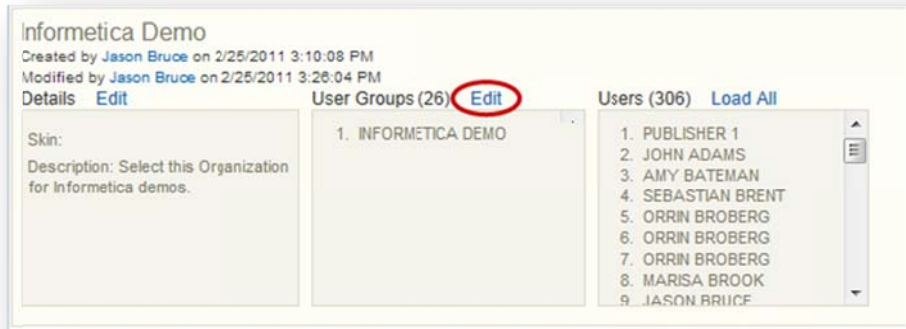 Informetica Demo
Created by Jason Bruce on 2/25/2011 3:10:08 PM
Modified by Jason Bruce on 2/25/2011 3:26:04 PM
Details Edit
Skin:
Description: Select this Organization
for Informetica demos.
User Groups (26) Edit
1. INFORMETICA DEMO
Users (306) Load All
1. PUBLISHER 1
2. JOHN ADAMS
3. AMY BATEMAN
4. SEBASTIAN BRENT
5. ORRIN BROBERG
6. ORRIN BROBERG
7. ORRIN BROBERG
8. MARISA BROOK
9. JASON BRUCE